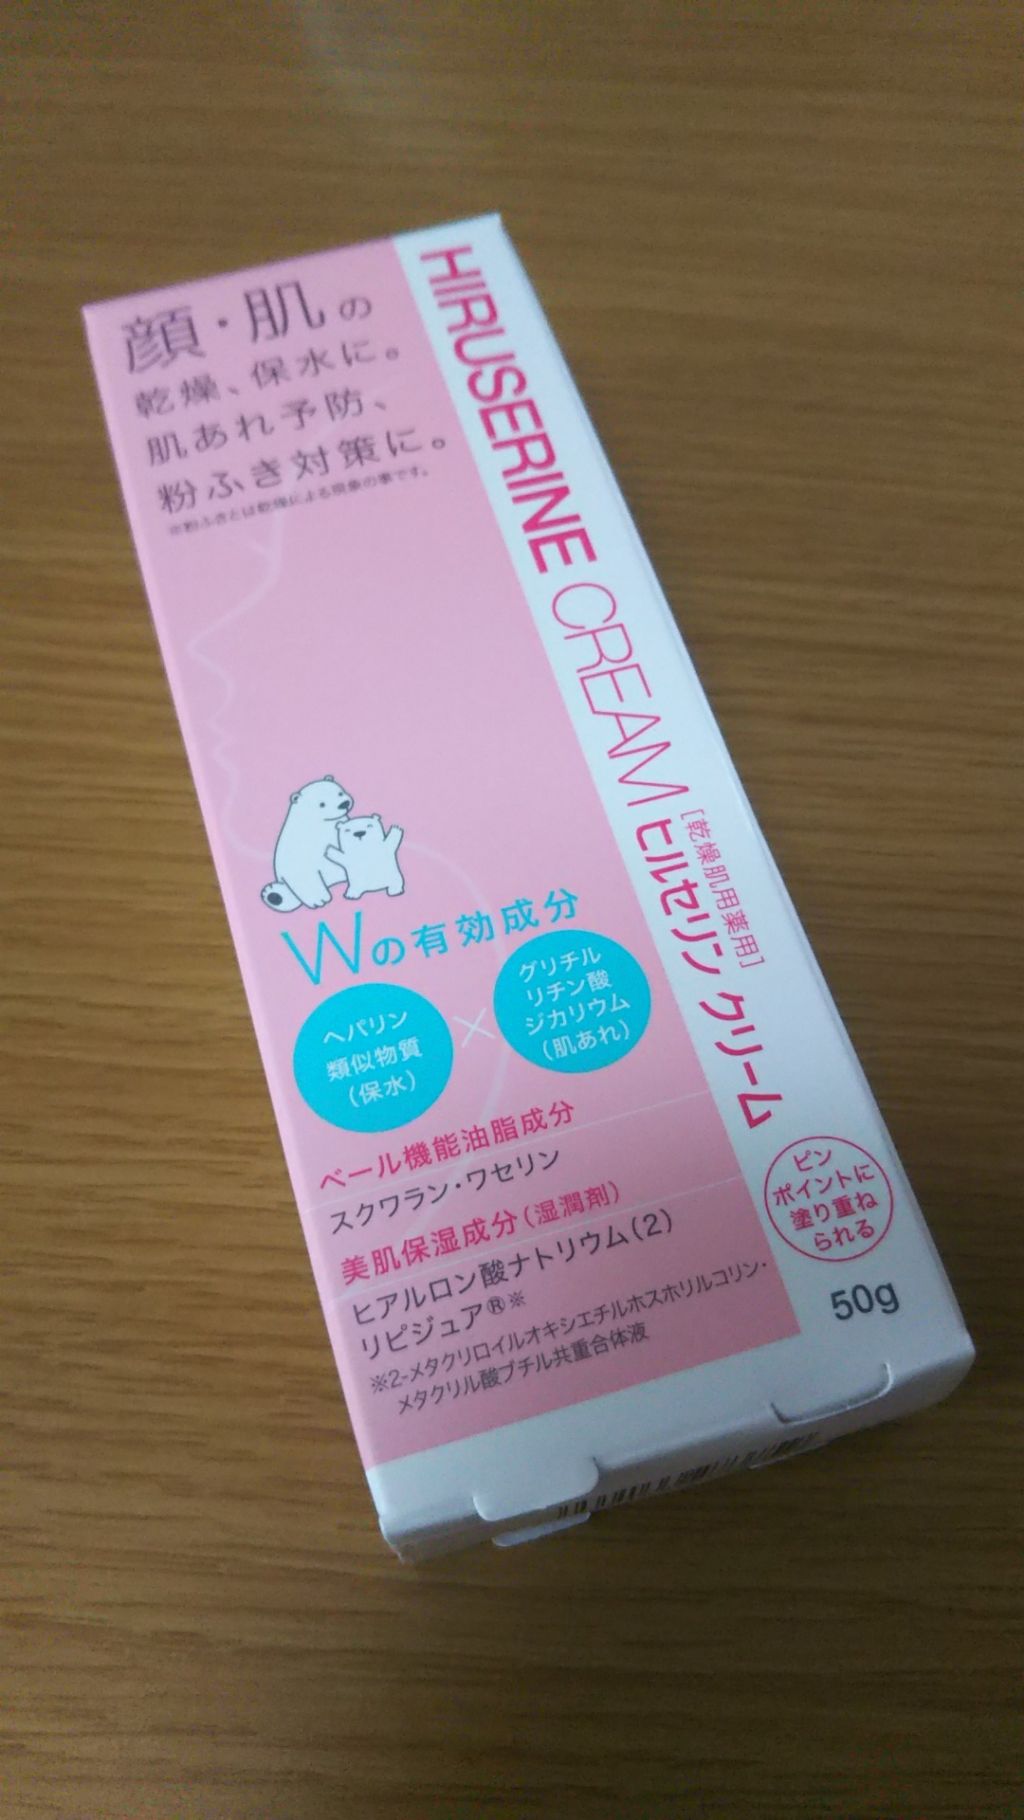 顔・肌の
乾燥、保水に。
肌あれ予防、
粉ふき対策に。
※粉ふきとは乾燥による現象の事です。
HIRUSERINE CREAM
[乾燥肌用薬用]
ヒルセリン クリーム
Wの有効成分
ヘパリン
類似物質
(保水)
×
グリチル
リチン酸
ジカリウム
(肌あれ)
ベール機能油脂成分
スクワラン・ワセリン
美肌保湿成分(湿潤剤)
ヒアルロン酸ナトリウム(2)
リピジュア®※
※2-メタクリロイルオキシエチルホスホリルコリン・
メタクリル酸ブチル共重合体液
ピン
ポイントに
塗り重ね
られる
50g